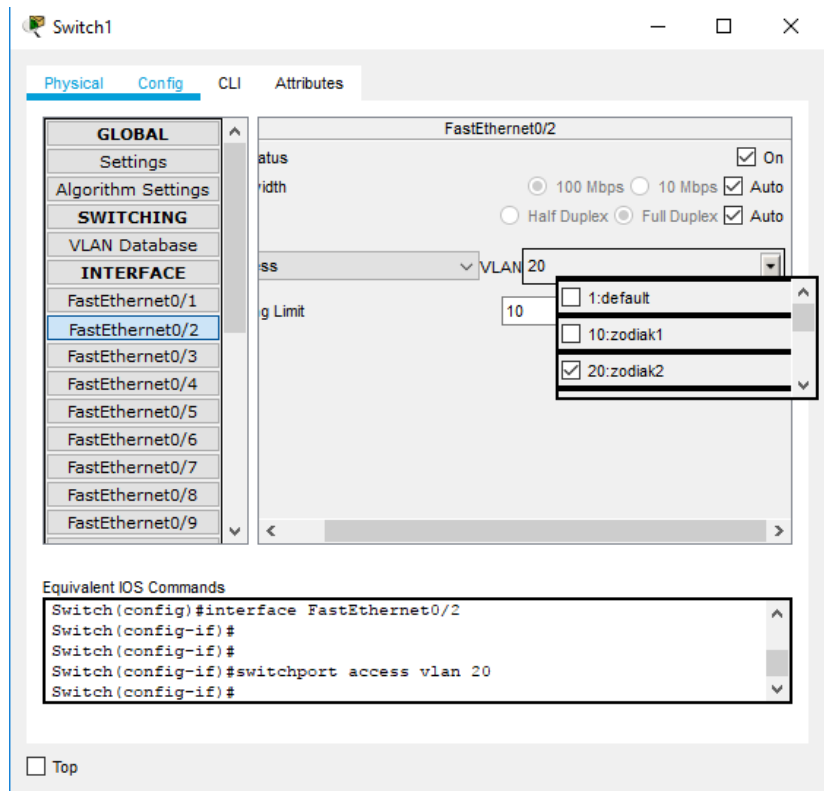 Switch1
Physical Config CLI Attributes
GLOBAL
Settings
Algorithm Settings
SWITCHING
VLAN Database
INTERFACE
FastEthernet0/1
FastEthernet0/2
FastEthernet0/3
FastEthernet0/4
FastEthernet0/5
FastEthernet0/6
FastEthernet0/7
FastEthernet0/8
FastEthernet0/9
FastEthernet0/2
atus On
vidth 100 Mbps 10 Mbps Auto
Half Duplex Full Duplex Auto
ss VLAN 20
1:default
g Limit 10
10:zodiak1
20:zodiak2
Equivalent IOS Commands
Switch(config)#interface FastEthernet0/2
Switch(config-if)#
Switch(config-if)#
Switch(config-if)#switchport access vlan 20
Switch(config-if)#
Top